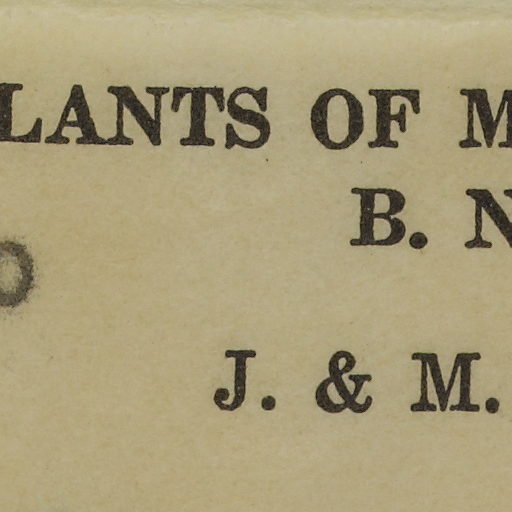 LANTS OF M
B. N
J. & M.